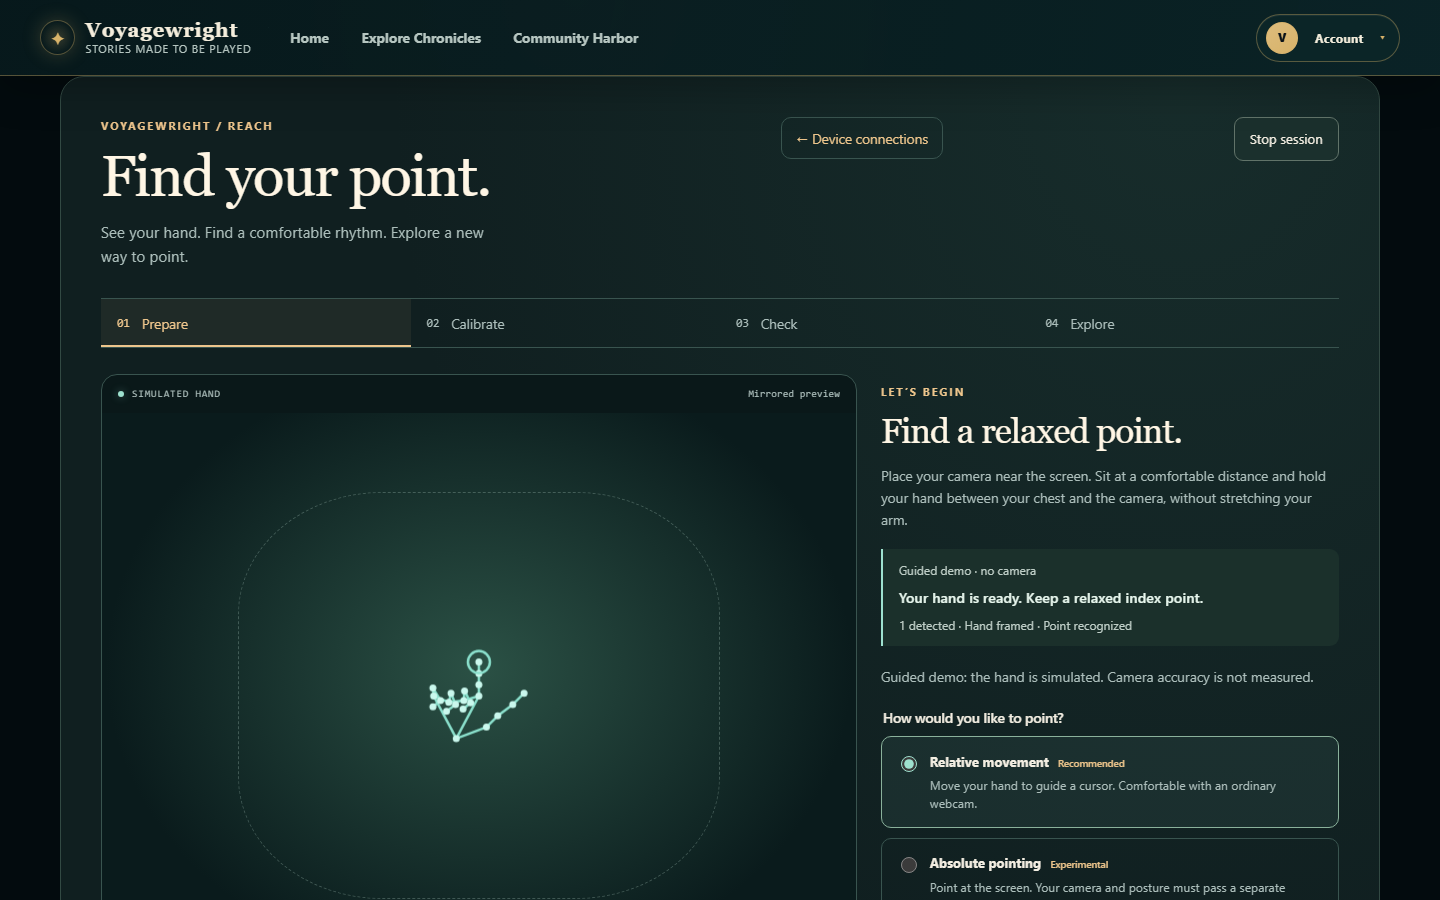 Voyagewright
STORIES MADE TO BE PLAYED
Home
Explore Chronicles
Community Harbor
V
Account
VOYAGEWRIGHT / REACH
Find your point.
See your hand. Find a comfortable rhythm. Explore a new
way to point.
← Device connections
Stop session
01 Prepare
02 Calibrate
03 Check
04 Explore
SIMULATED HAND
Mirrored preview
LET'S BEGIN
Find a relaxed point.
Place your camera near the screen. Sit at a comfortable distance and hold
your hand between your chest and the camera, without stretching your
arm.
Guided demo · no camera
Your hand is ready. Keep a relaxed index point.
1 detected · Hand framed · Point recognized
Guided demo: the hand is simulated. Camera accuracy is not measured.
How would you like to point?
Relative movement Recommended
Move your hand to guide a cursor. Comfortable with an ordinary
webcam.
Absolute pointing Experimental
Point at the screen. Your camera and posture must pass a separate